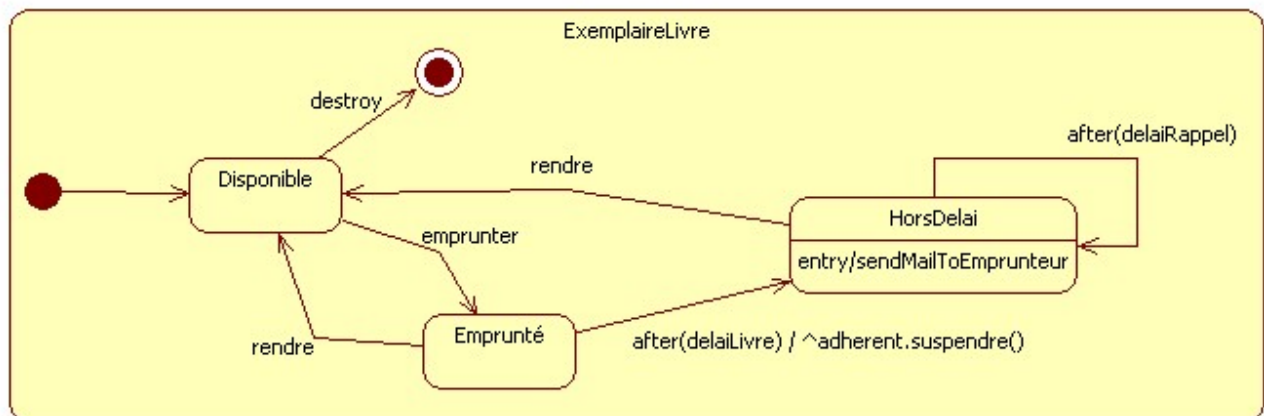 ExemplaireLivre
destroy
after(delaiRappel)
rendre
Disponible
HorsDelai
emprunter
entry/sendMailToEmprunteur
Emprunté
rendre
after(delaiLivre) / ^adherent.suspendre()